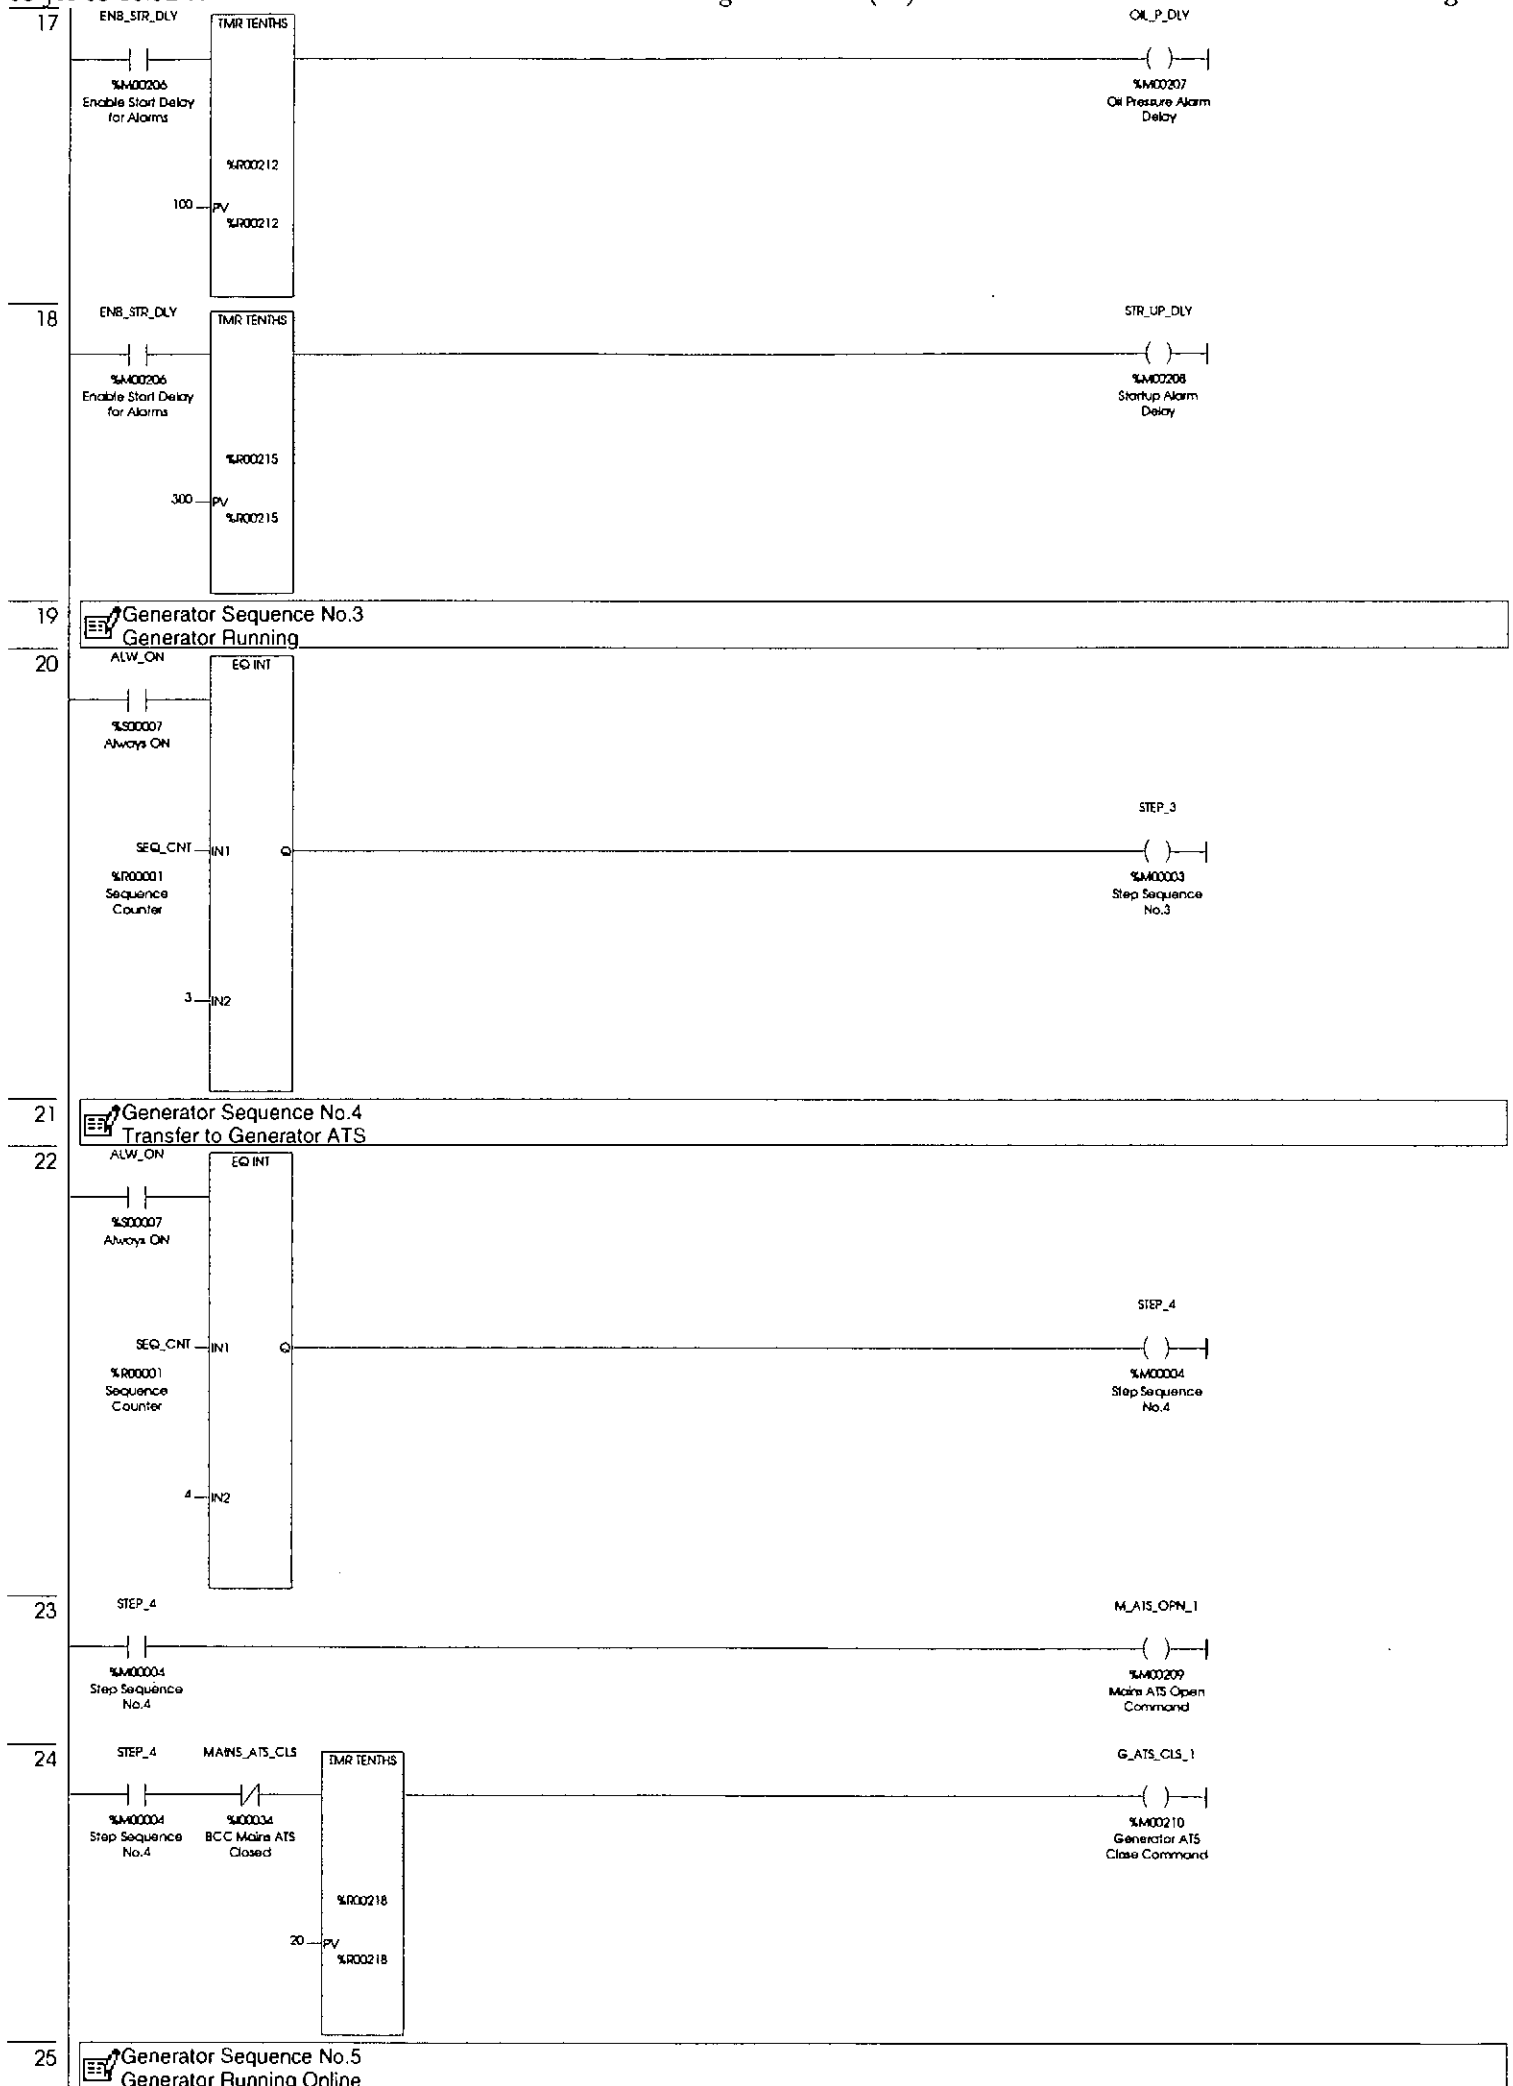 17
ENB_STR_DLY
TMR TENTHS
OIL_P_DLY
%M00206
Enable Start Delay
for Alarms
%M00207
Oil Pressure Alarm
Delay
%R00212
100
PV
%R00212
18
ENB_STR_DLY
TMR TENTHS
STR_UP_DLY
%M00206
Enable Start Delay
for Alarms
%M00208
Startup Alarm
Delay
%R00215
300
PV
%R00215
19
Generator Sequence No.3
Generator Running
20
ALW_ON
EQ INT
%S00007
Always ON
STEP_3
SEQ_CNT
IN1
Q
%R00001
Sequence
Counter
%M00003
Step Sequence
No.3
3
IN2
21
Generator Sequence No.4
Transfer to Generator ATS
22
ALW_ON
EQ INT
%S00007
Always ON
STEP_4
SEQ_CNT
IN1
Q
%R00001
Sequence
Counter
%M00004
Step Sequence
No.4
4
IN2
23
STEP_4
M_ATS_OPN_1
%M00004
Step Sequence
No.4
%M00209
Mains ATS Open
Command
24
STEP_4
MAINS_ATS_CLS
TMR TENTHS
G_ATS_CLS_1
%M00004
Step Sequence
No.4
%I00034
BCC Mains ATS
Closed
%M00210
Generator ATS
Close Command
%R00218
20
PV
%R00218
25
Generator Sequence No.5
Generator Running Online